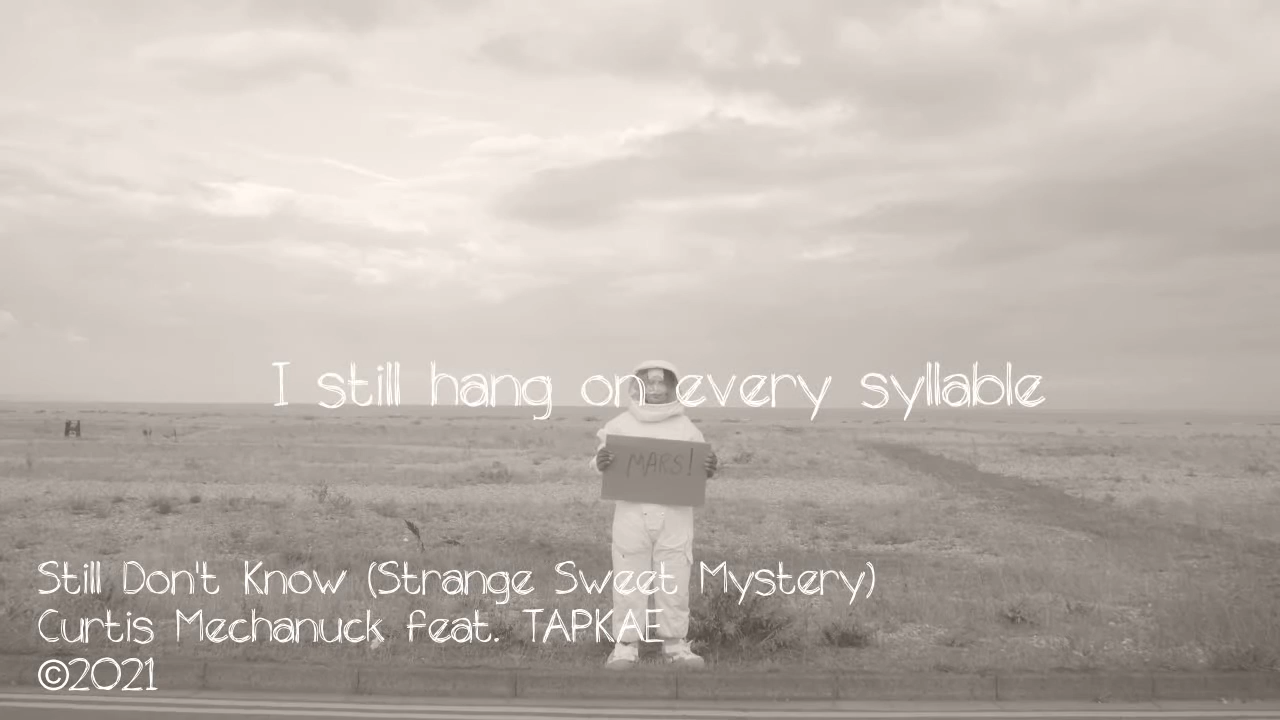 I still hang on every syllable
MARS!
Still Don't Know (Strange Sweet Mystery)
Curtis Mechanuck feat. TAPKAE
©2021